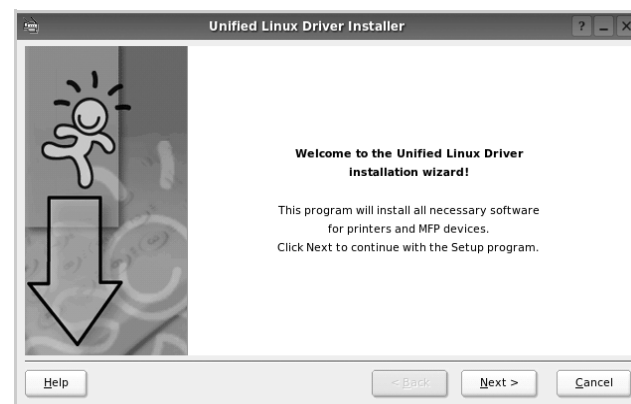 Unified Linux Driver Installer
Welcome to the Unified Linux Driver
installation wizard!
This program will install all necessary software
for printers and MFP devices.
Click Next to continue with the Setup program.
Help
< Back
Next >
Cancel